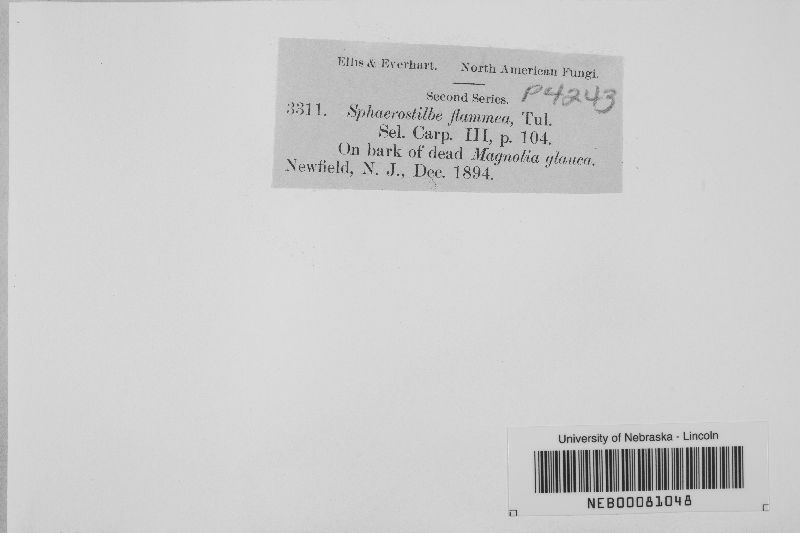 Ellis & Everhart. North American Fungi.
Second Series. P4243
3311. Sphaerostilbe flammea, Tul.
Sel. Carp. III, p. 104.
On bark of dead Magnolia glauca.
Newfield, N. J., Dec. 1894.
University of Nebraska - Lincoln
NEB00081048